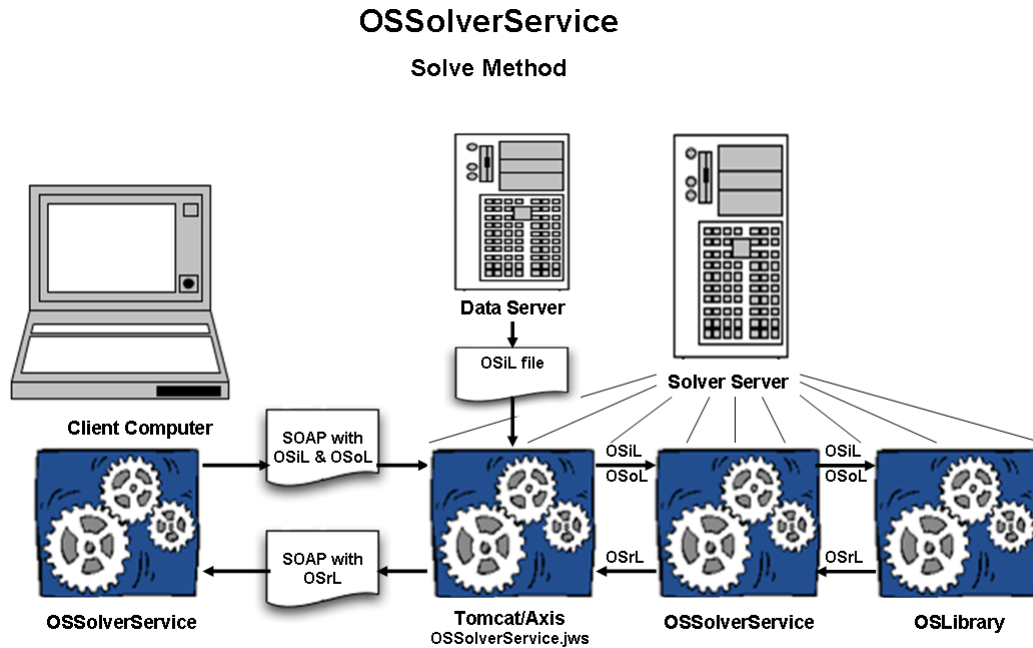 OSSolverService
Solve Method
Data Server
OSiL file
Solver Server
Client Computer
SOAP with
OSiL & OSoL
OSiL
OSoL
OSiL
OSoL
SOAP with
OSrL
OSrL
OSrL
OSSolverService
Tomcat/Axis
OSSolverService.jws
OSSolverService
OSLibrary